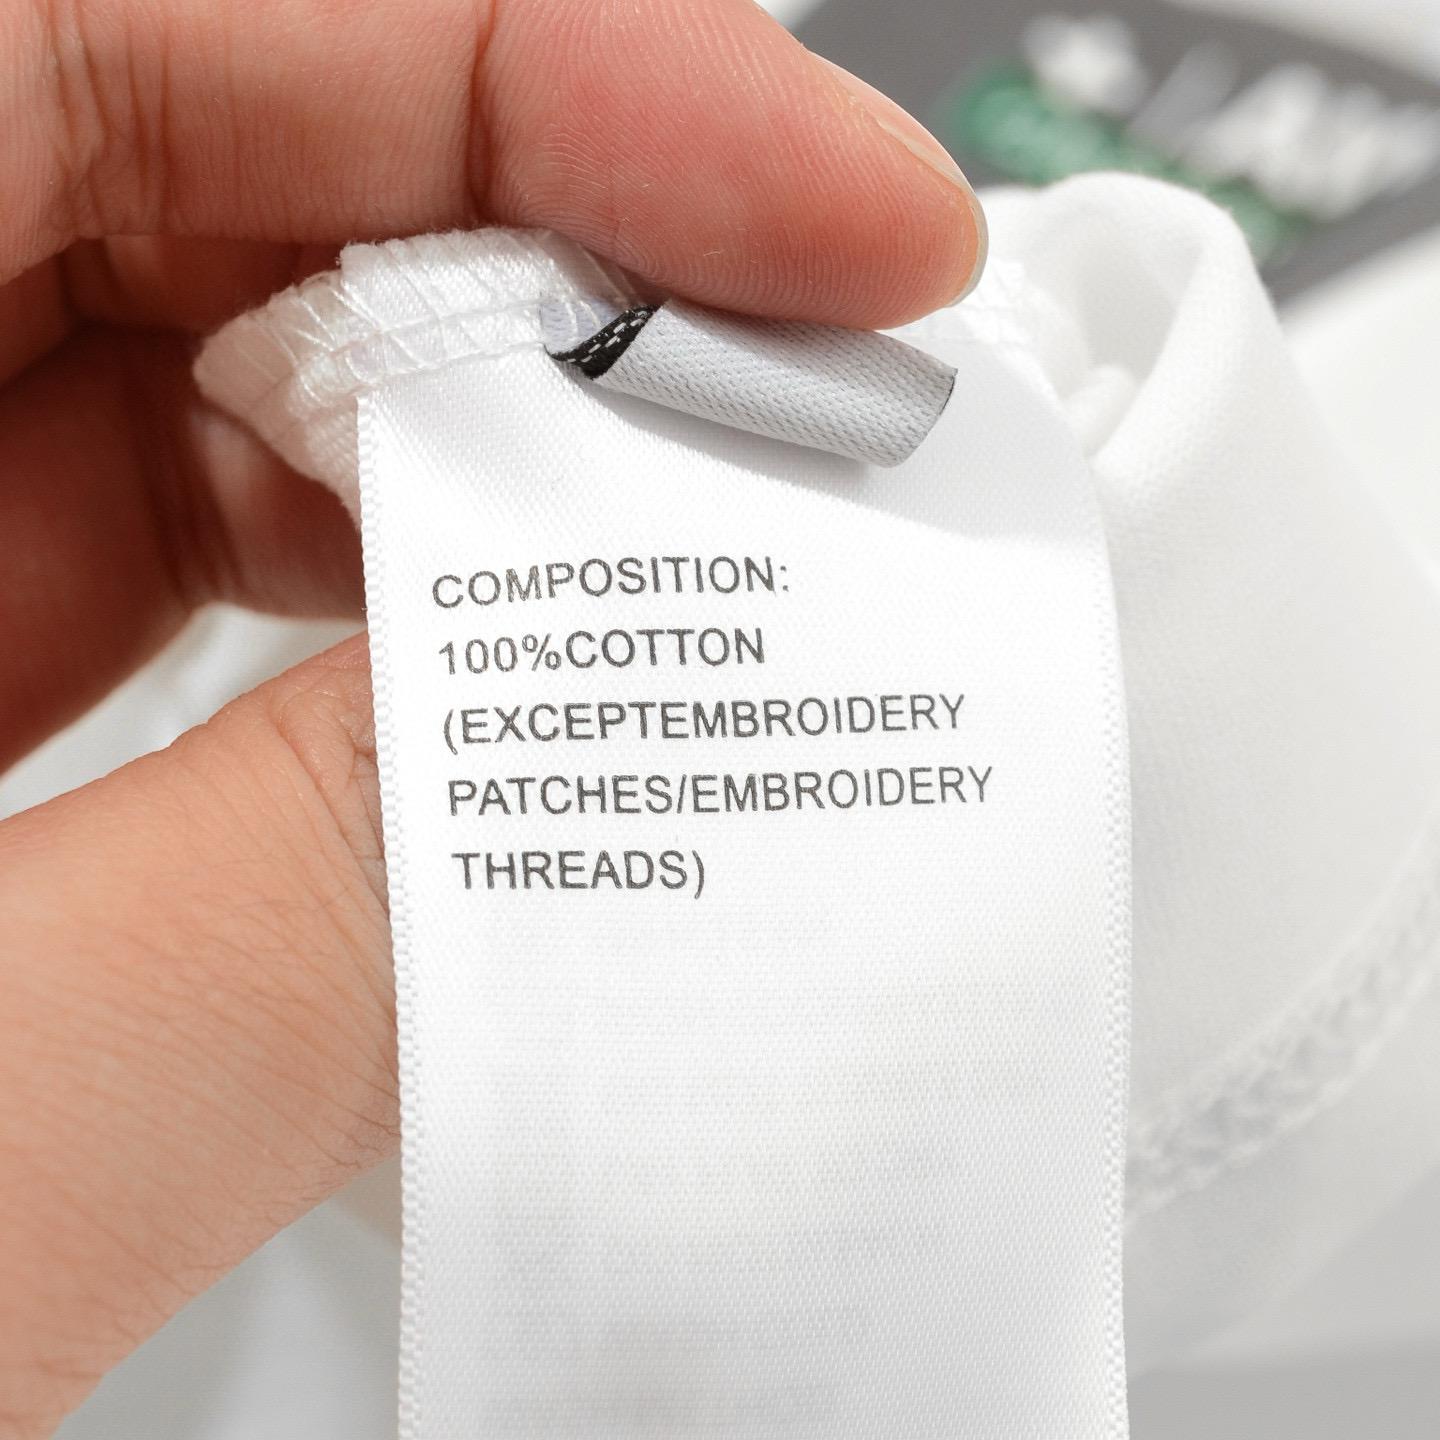 COMPOSITION:
100%COTTON
(EXCEPTEMBROIDERY
PATCHES/EMBROIDERY
THREADS)